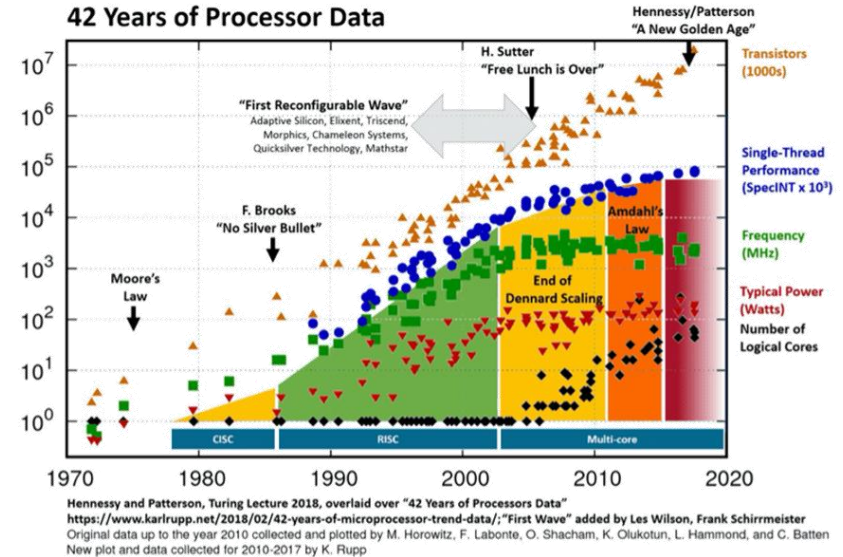 42 Years of Processor Data
Hennessy/Patterson
“A New Golden Age”
H. Sutter
“Free Lunch is Over”
Transistors
(1000s)
“First Reconfigurable Wave”
Adaptive Silicon, Elixent, Triscend,
Morphics, Chameleon Systems,
Quicksilver Technology, Mathstar
Single-Thread
Performance
(SpecINT x 10³)
F. Brooks
“No Silver Bullet”
Amdahl's
Law
Frequency
(MHz)
Moore's
Law
End of
Dennard Scaling
Typical Power
(Watts)
Number of
Logical Cores
10⁷
10⁶
10⁵
10⁴
10³
10²
10¹
10⁰
CISC
RISC
Multi-core
1970
1980
1990
2000
2010
2020
Hennessy and Patterson, Turing Lecture 2018, overlaid over “42 Years of Processors Data”
https://www.karlrupp.net/2018/02/42-years-of-microprocessor-trend-data/;“First Wave” added by Les Wilson, Frank Schirrmeister
Original data up to the year 2010 collected and plotted by M. Horowitz, F. Labonte, O. Shacham, K. Olukotun, L. Hammond, and C. Batten
New plot and data collected for 2010-2017 by K. Rupp